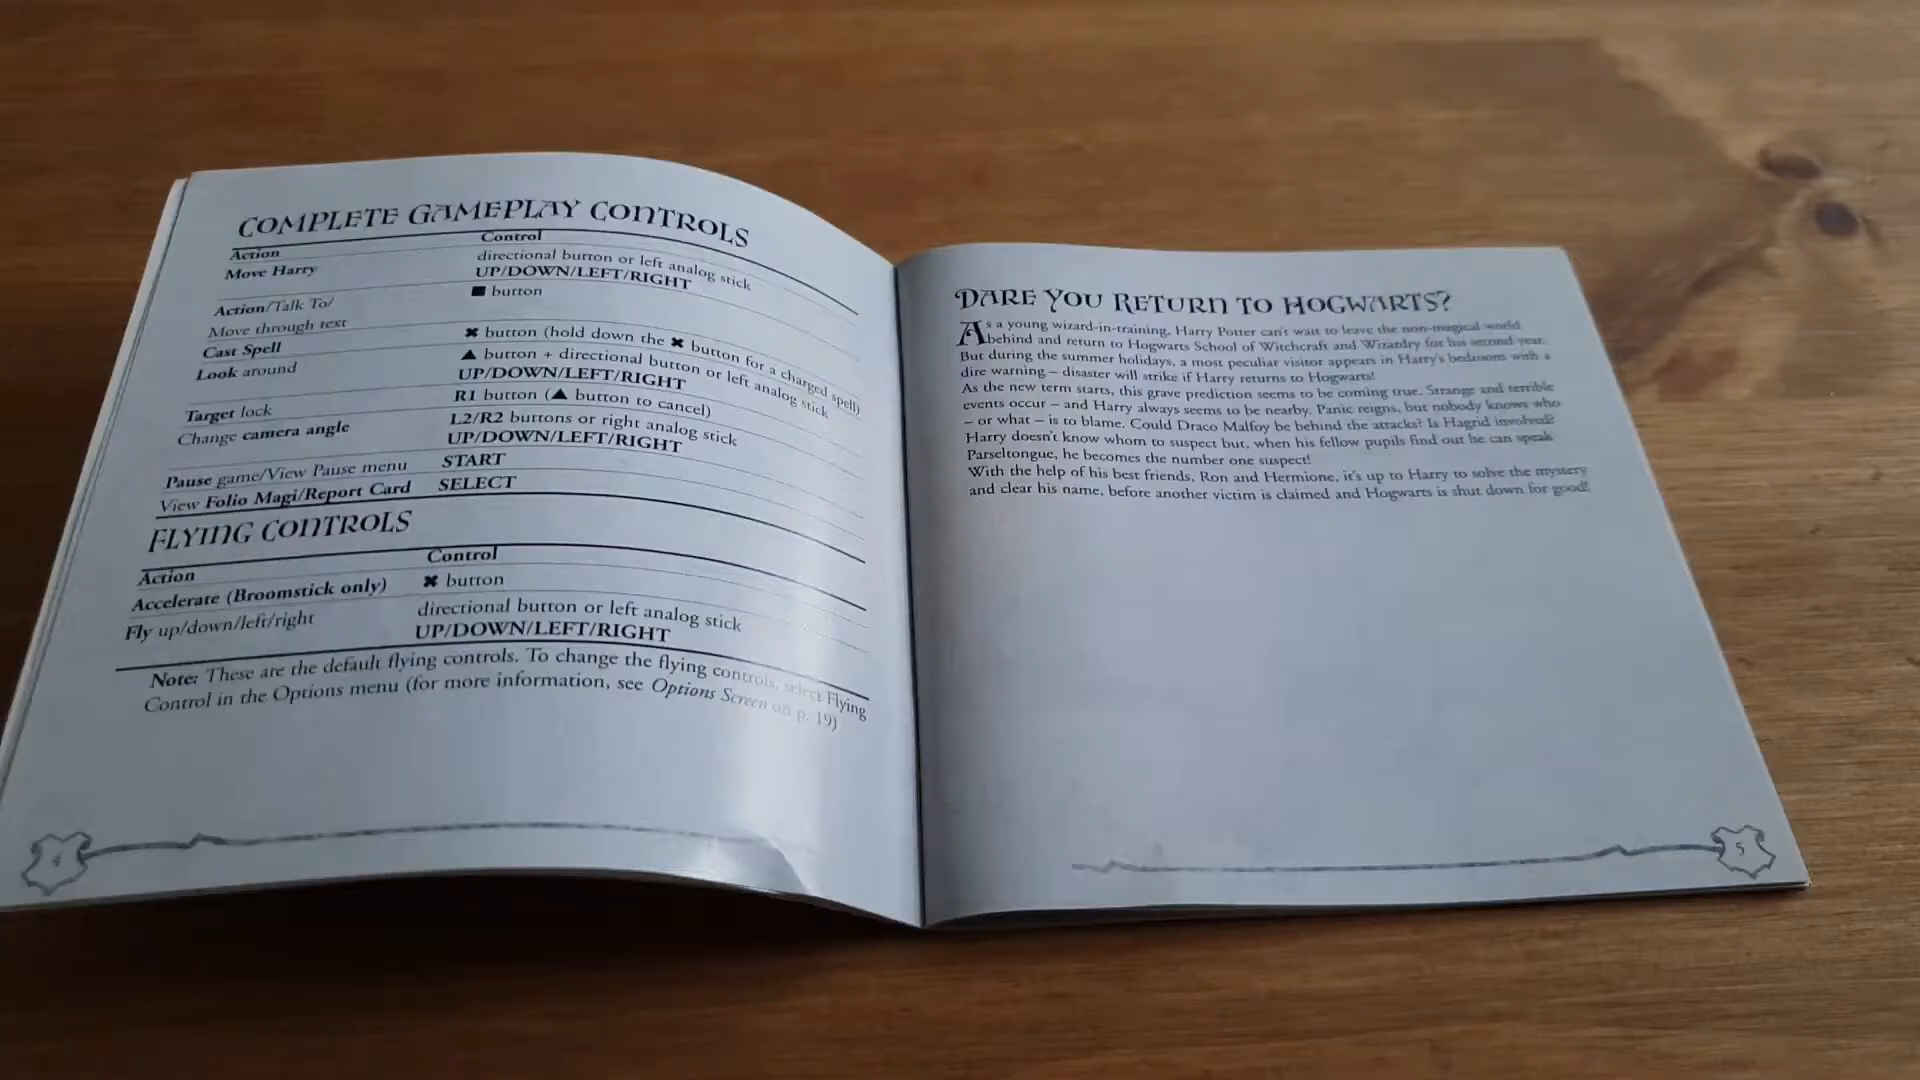 COMPLETE GAMEPLAY CONTROLS
Action Control
Move Harry directional button or left analog stick
UP/DOWN/LEFT/RIGHT
Action/Talk To/ ■ button
Move through text
Cast Spell ✖ button (hold down the ✖ button for a charged spell)
Look around ▲ button + directional button or left analog stick
UP/DOWN/LEFT/RIGHT
Target lock R1 button (▲ button to cancel)
Change camera angle L2/R2 buttons or right analog stick
UP/DOWN/LEFT/RIGHT
Pause game/View Pause menu START
View Folio Magi/Report Card SELECT
FLYING CONTROLS
Action Control
Accelerate (Broomstick only) ✖ button
Fly up/down/left/right directional button or left analog stick
UP/DOWN/LEFT/RIGHT
Note: These are the default flying controls. To change the flying controls, select Flying
Control in the Options menu (for more information, see Options Screen on p. 19)
4
DARE YOU RETURN TO HOGWARTS?
As a young wizard-in-training, Harry Potter can't wait to leave the non-magical world
behind and return to Hogwarts School of Witchcraft and Wizardry for his second year.
But during the summer holidays, a most peculiar visitor appears in Harry's bedroom with a
dire warning – disaster will strike if Harry returns to Hogwarts!
As the new term starts, this grave prediction seems to be coming true. Strange and terrible
events occur – and Harry always seems to be nearby. Panic reigns, but nobody knows who
– or what – is to blame. Could Draco Malfoy be behind the attacks? Is Hagrid involved?
Harry doesn't know whom to suspect but, when his fellow pupils find out he can speak
Parseltongue, he becomes the number one suspect!
With the help of his best friends, Ron and Hermione, it's up to Harry to solve the mystery
and clear his name, before another victim is claimed and Hogwarts is shut down for good!
5